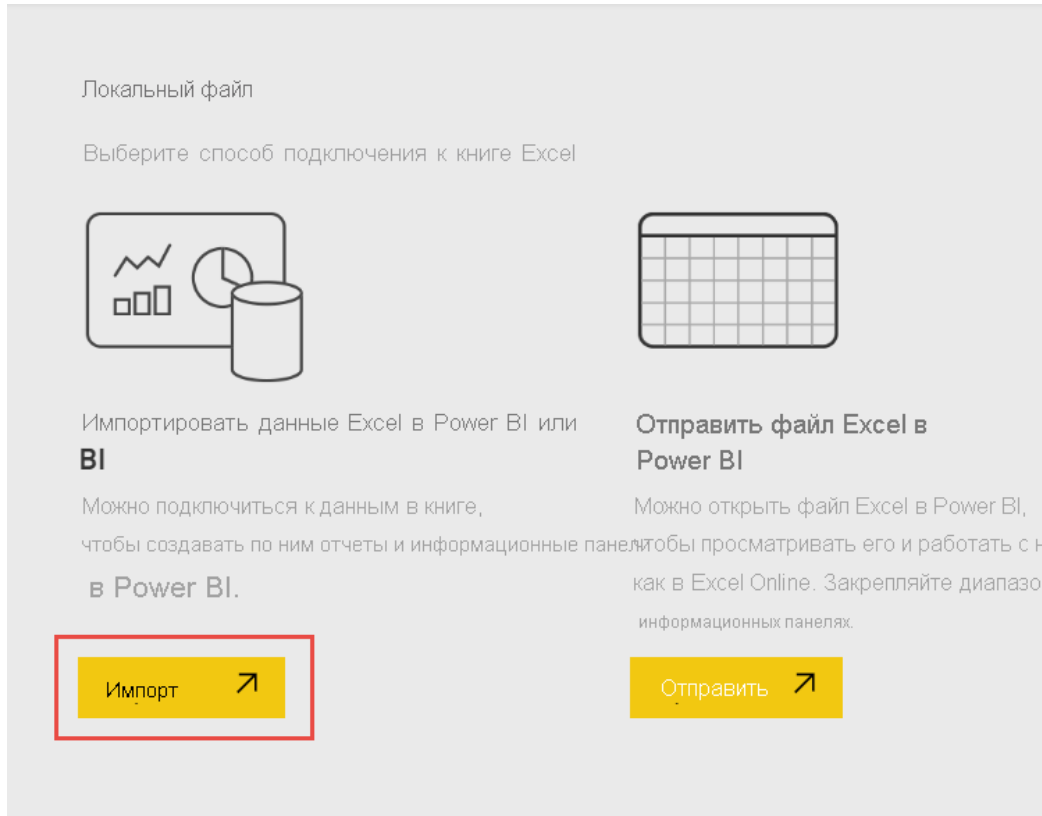 Локальный файл
Выберите способ подключения к книге Excel
Импортировать данные Excel в Power BI или
BI
Можно подключиться к данным в книге,
чтобы создавать по ним отчеты и информационные
в Power BI.
Импорт
Отправить файл Excel в
Power BI
Можно открыть файл Excel в Power BI,
чтобы просматривать его и работать с
как в Excel Online. Закрепляйте
информационных панелях.
Отправить